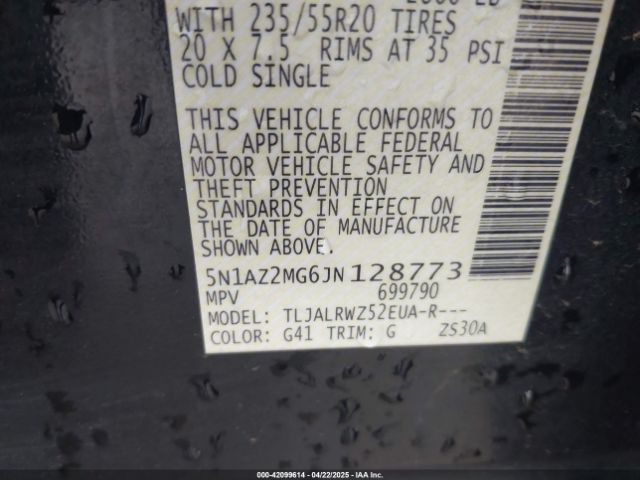 WITH 235/55R20 TIRES
20 X 7.5 RIMS AT 35 PSI
COLD SINGLE
THIS VEHICLE CONFORMS TO
ALL APPLICABLE FEDERAL
MOTOR VEHICLE SAFETY AND
THEFT PREVENTION
STANDARDS IN EFFECT ON
THE DATE OF MANUFACTURE
SHOWN ABOVE.
5N1AZ2MG6JN128773
MPV 699790
MODEL: TLJALRWZ52EUA-R---
COLOR: G41 TRIM: G ZS30A
000-42099614 - 04/22/2025 - IAA Inc.